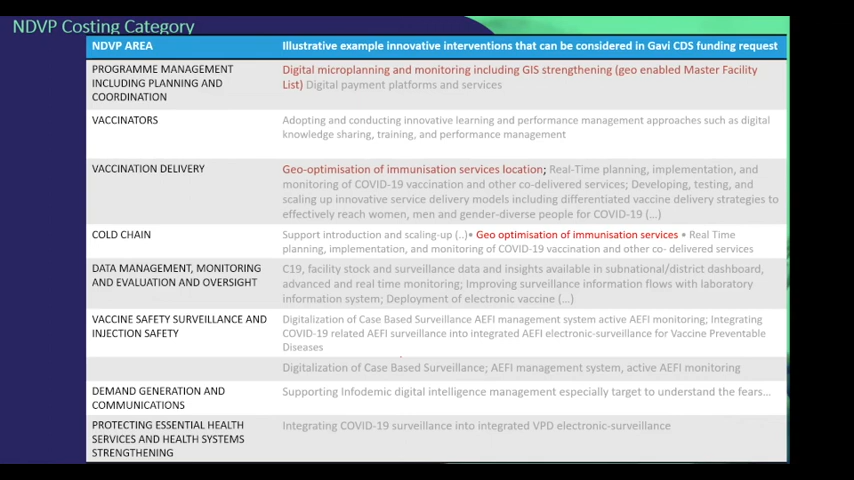 NDVP Costing Category
NDVP AREA
Illustrative example innovative interventions that can be considered in Gavi CDS funding request
PROGRAMME MANAGEMENT
INCLUDING PLANNING AND
COORDINATION
Digital microplanning and monitoring including GIS strengthening (geo enabled Master Facility
List) Digital payment platforms and services
VACCINATORS
Adopting and conducting innovative learning and performance management approaches such as digital
knowledge sharing, training, and performance management
VACCINATION DELIVERY
Geo-optimisation of immunisation services location; Real-Time planning, implementation, and
monitoring of COVID-19 vaccination and other co-delivered services; Developing, testing, and
scaling up innovative service delivery models including differentiated vaccine delivery strategies to
effectively reach women, men and gender-diverse people for COVID-19 (...)
COLD CHAIN
Support introduction and scaling-up (..)• Geo optimisation of immunisation services • Real Time
planning, implementation, and monitoring of COVID-19 vaccination and other co- delivered services
DATA MANAGEMENT, MONITORING
AND EVALUATION AND OVERSIGHT
C19, facility stock and surveillance data and insights available in subnational/district dashboard,
advanced and real time monitoring; Improving surveillance information flows with laboratory
information system; Deployment of electronic vaccine (...)
VACCINE SAFETY SURVEILLANCE AND
INJECTION SAFETY
Digitalization of Case Based Surveillance AEFI management system active AEFI monitoring; Integrating
COVID-19 related AEFI surveillance into integrated AEFI electronic-surveillance for Vaccine Preventable
Diseases
Digitalization of Case Based Surveillance; AEFI management system, active AEFI monitoring
DEMAND GENERATION AND
COMMUNICATIONS
Supporting Infodemic digital intelligence management especially target to understand the fears...
PROTECTING ESSENTIAL HEALTH
SERVICES AND HEALTH SYSTEMS
STRENGTHENING
Integrating COVID-19 surveillance into integrated VPD electronic-surveillance